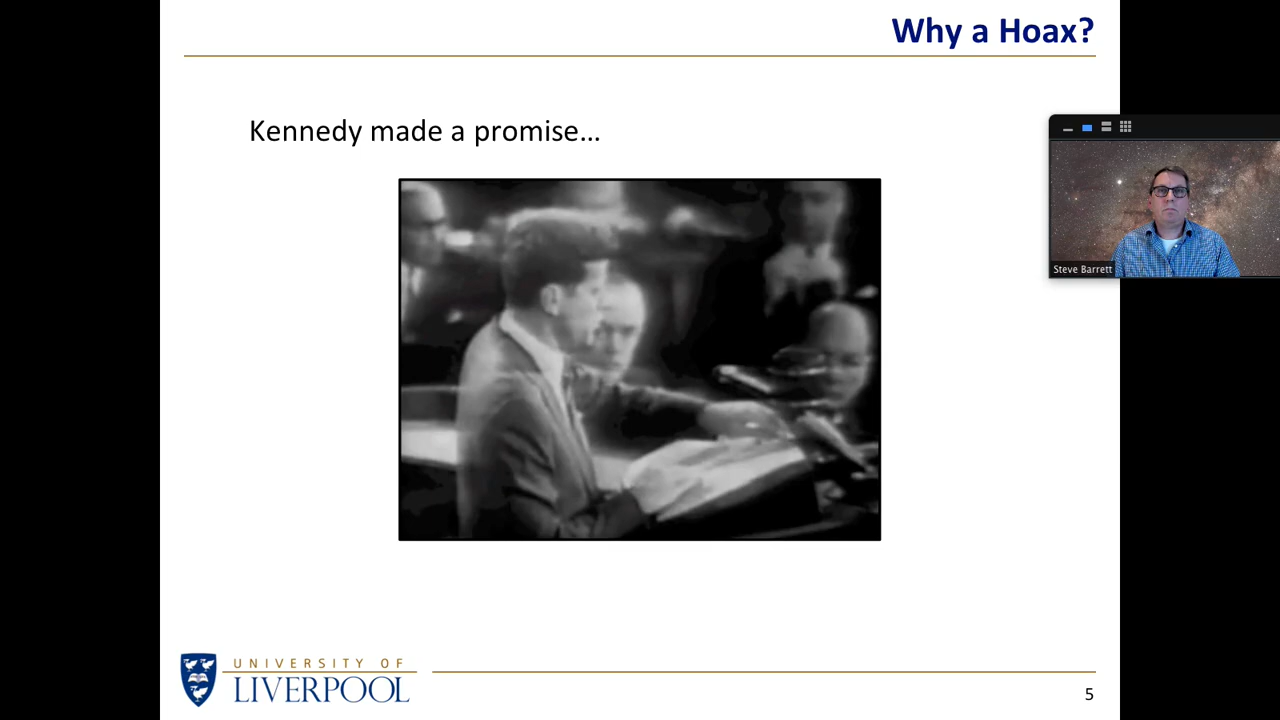 Why a Hoax?
Kennedy made a promise...
Steve Barrett
UNIVERSITY OF
LIVERPOOL
5